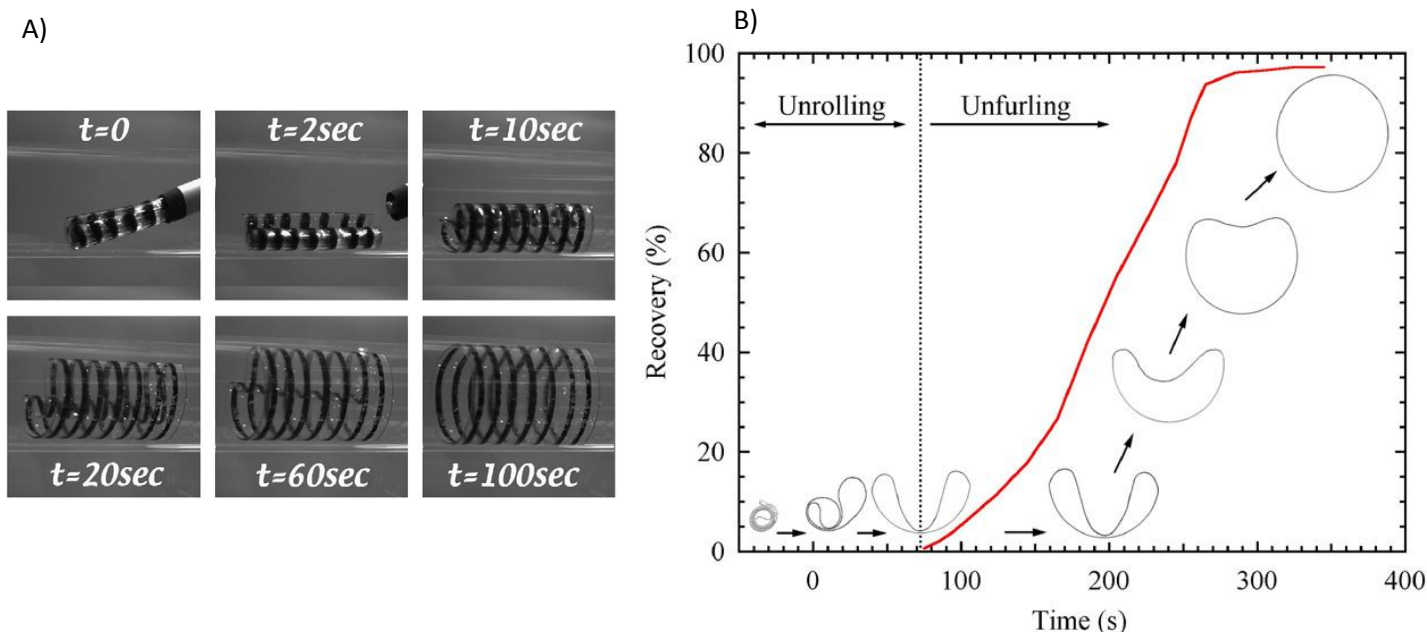 A)
t=0
t=2sec
t=10sec
t=20sec
t=60sec
t=100sec
B)
100
80
60
40
20
0
Recovery (%)
Unrolling
Unfurling
0
100
200
300
400
Time (s)